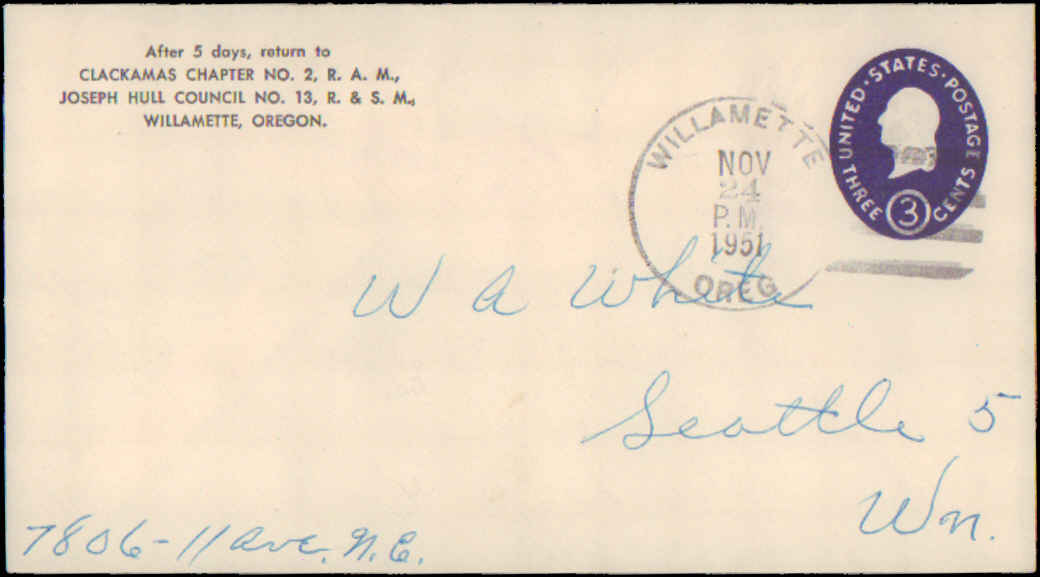 After 5 days, return to
CLACKAMAS CHAPTER NO. 2, R. A. M.,
JOSEPH HULL COUNCIL NO. 13, R. & S. M.,
WILLAMETTE, OREGON.
WILLAMETTE
NOV
24
P.M.
1951
OREG
UNITED·STATES·POSTAGE
THREE 3 CENTS
W A White
Seattle 5
Wn.
7806-11 Ave. N.E.